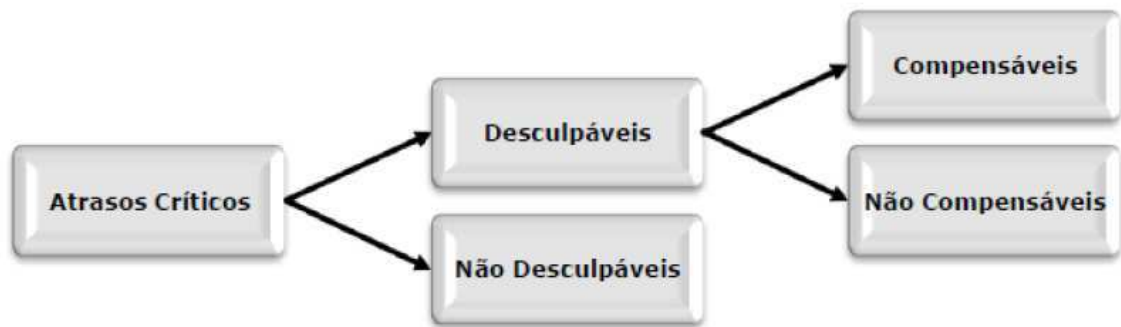 Atrasos Críticos
Desculpáveis
Não Desculpáveis
Compensáveis
Não Compensáveis